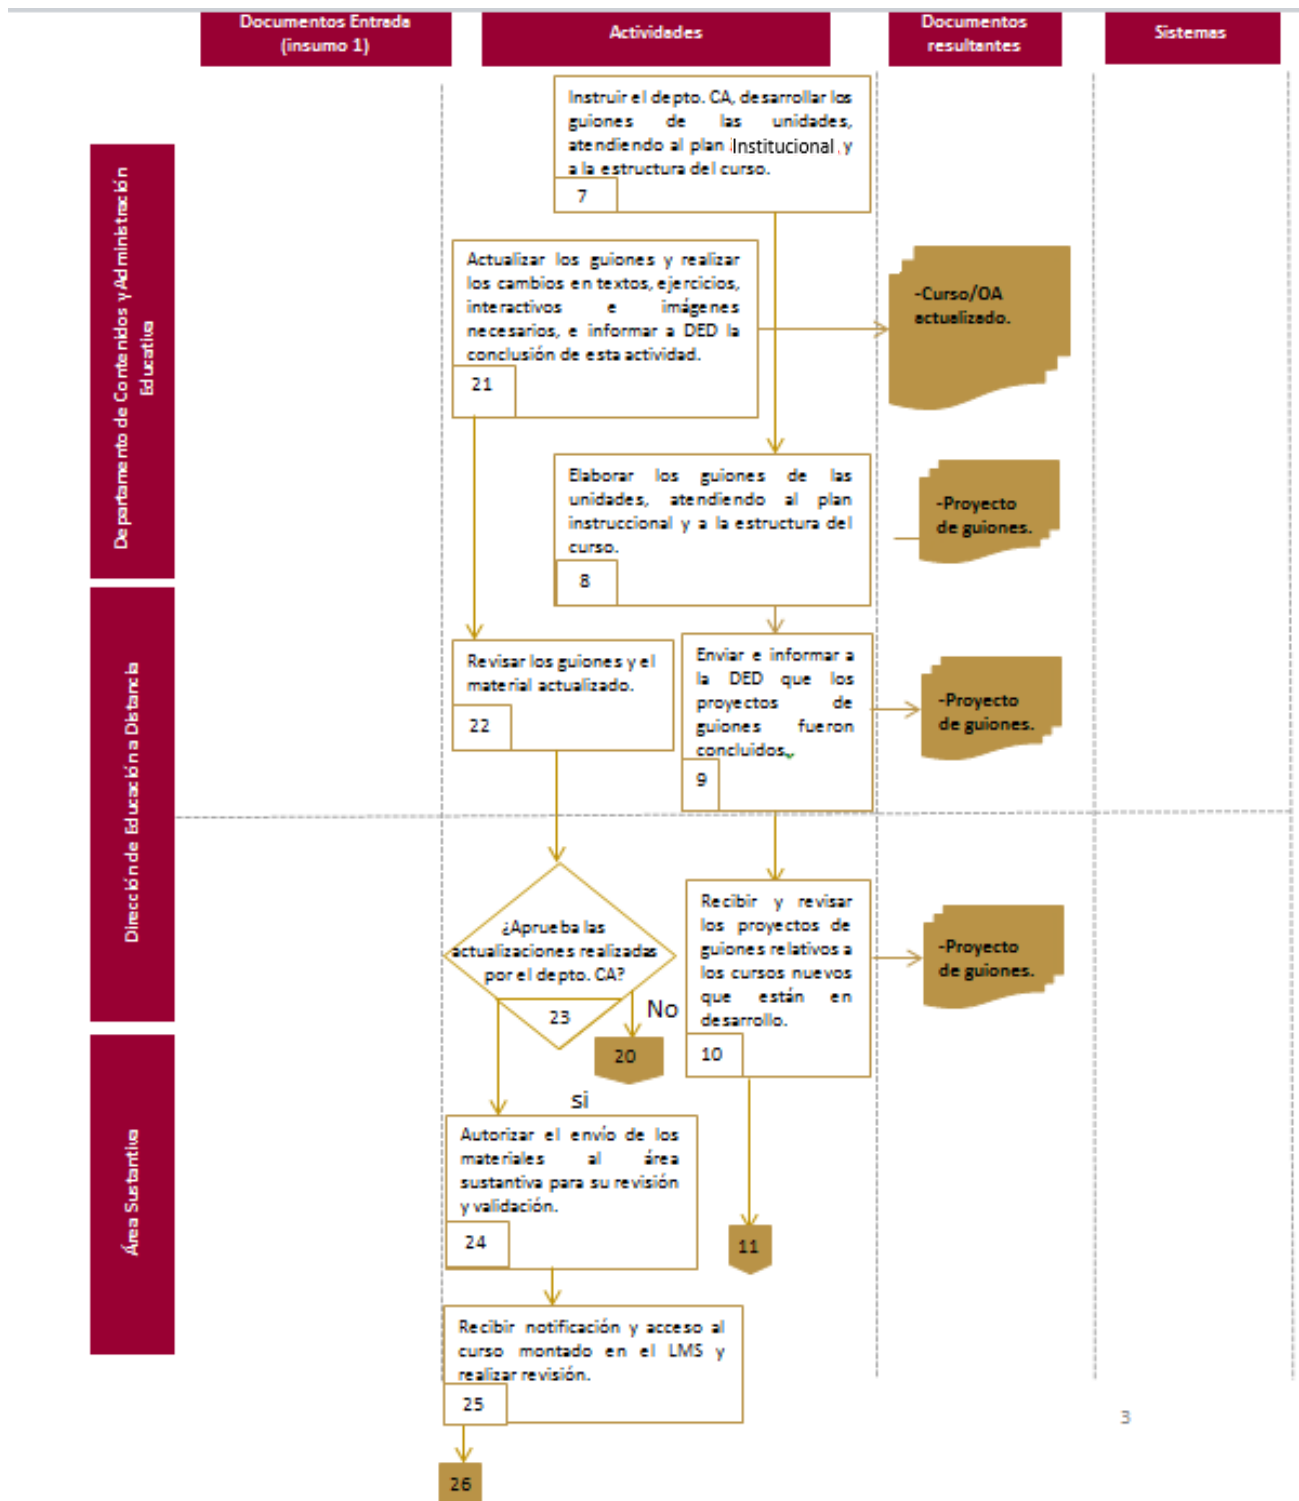 Documentos Entrada
(insumo 1)
Actividades
Documentos
resultantes
Sistemas
Departamento de Contenidos y Administración
Educativa
Dirección de Educación a Distancia
Área Sustantiva
Instruir el depto. CA, desarrollar los
guiones de las unidades,
atendiendo al plan Institucional, y
a la estructura del curso.
7
Actualizar los guiones y realizar
los cambios en textos, ejercicios,
interactivos e imágenes
necesarios, e informar a DED la
conclusión de esta actividad.
21
-Curso/OA
actualizado.
Elaborar los guiones de las
unidades, atendiendo al plan
instruccional y a la estructura del
curso.
8
-Proyecto
de guiones.
Revisar los guiones y el
material actualizado.
22
Enviar e informar a
la DED que los
proyectos de
guiones fueron
concluidos.
9
-Proyecto
de guiones.
¿Aprueba las
actualizaciones realizadas
por el depto. CA?
23
No
20
si
Recibir y revisar
los proyectos de
guiones relativos a
los cursos nuevos
que están en
desarrollo.
10
-Proyecto
de guiones.
11
Autorizar el envío de los
materiales al área
sustantiva para su revisión
y validación.
24
Recibir notificación y acceso al
curso montado en el LMS y
realizar revisión.
25
26
3